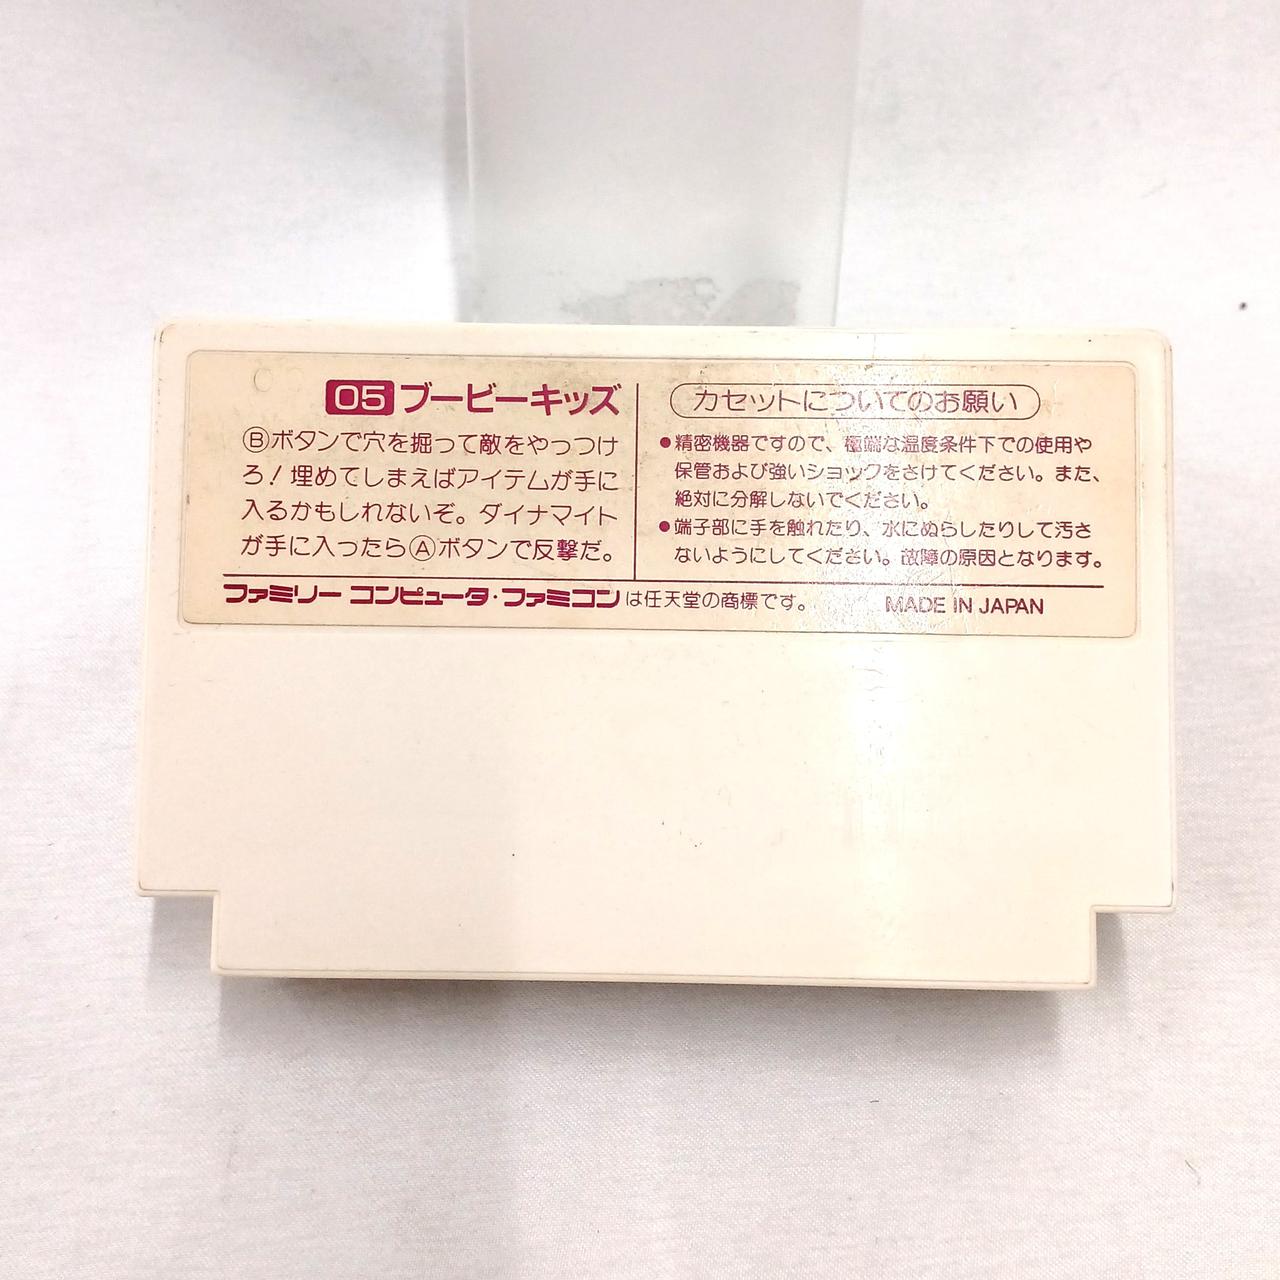 05 ブービーキッズ
Ⓑボタンで穴を掘って敵をやっつけ
ろ！埋めてしまえばアイテムが手に
入るかもしれないぞ。ダイナマイト
が手に入ったらⒶボタンで反撃だ。
カセットについてのお願い
●精密機器ですので、極端な温度条件下での使用や
保管および強いショックをさけてください。また、
絶対に分解しないでください。
●端子部に手を触れたり、水にぬらしたりして汚さ
ないようにしてください。故障の原因となります。
ファミリーコンピュータ・ファミコンは任天堂の商標です。 MADE IN JAPAN